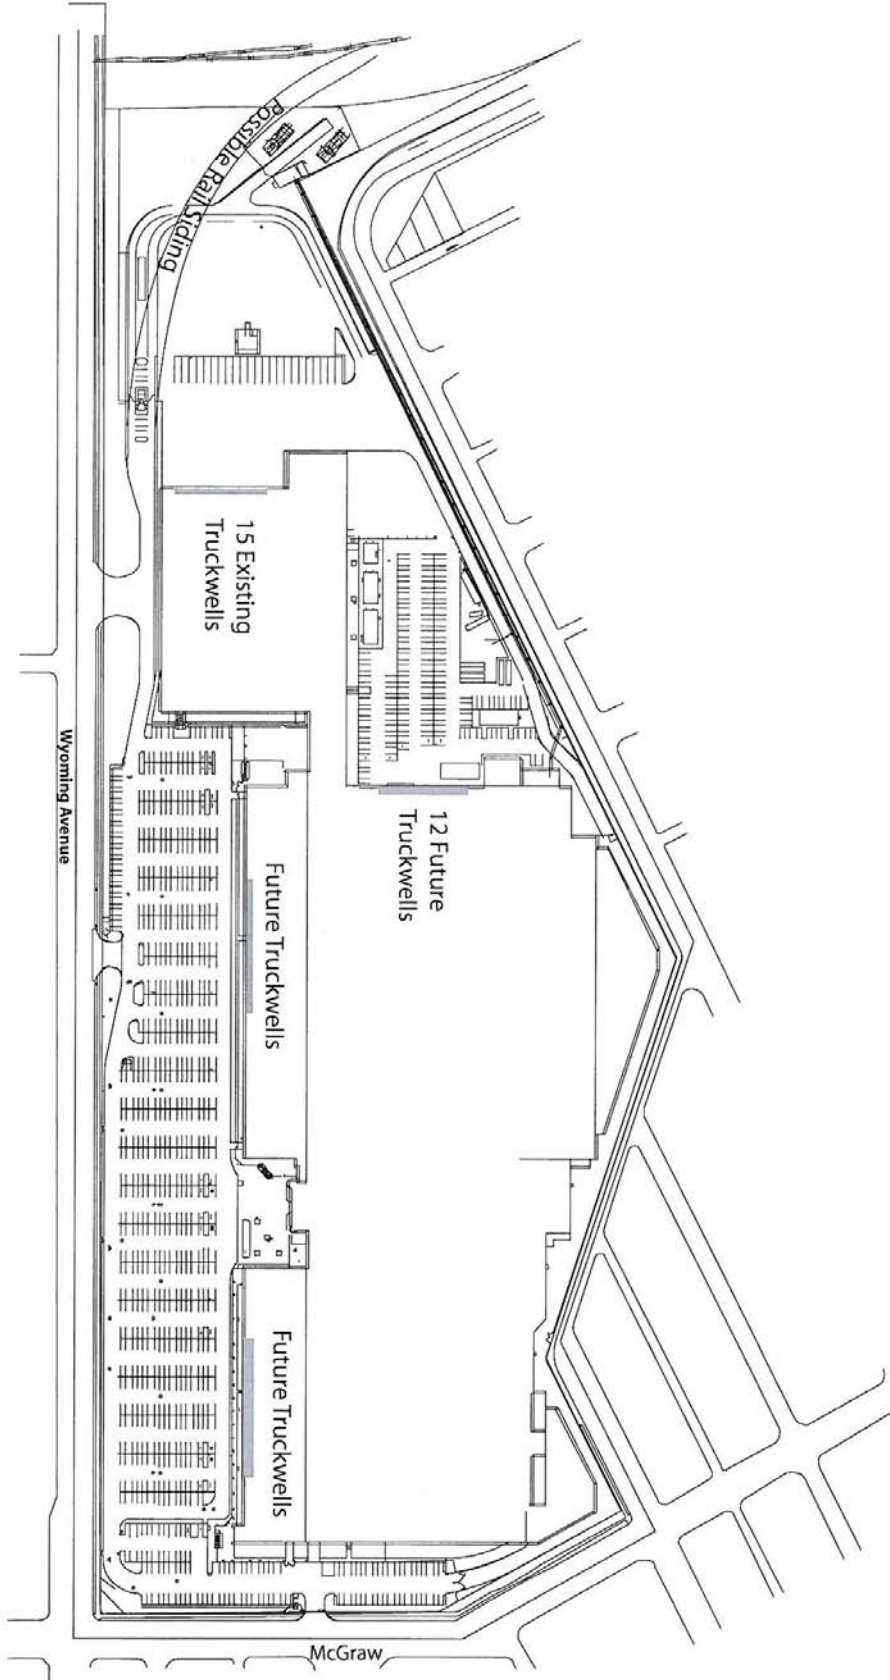 Possible Rail Siding
15 Existing
Truckwells
12 Future
Truckwells
Wyoming Avenue
Future Truckwells
Future Truckwells
McGraw